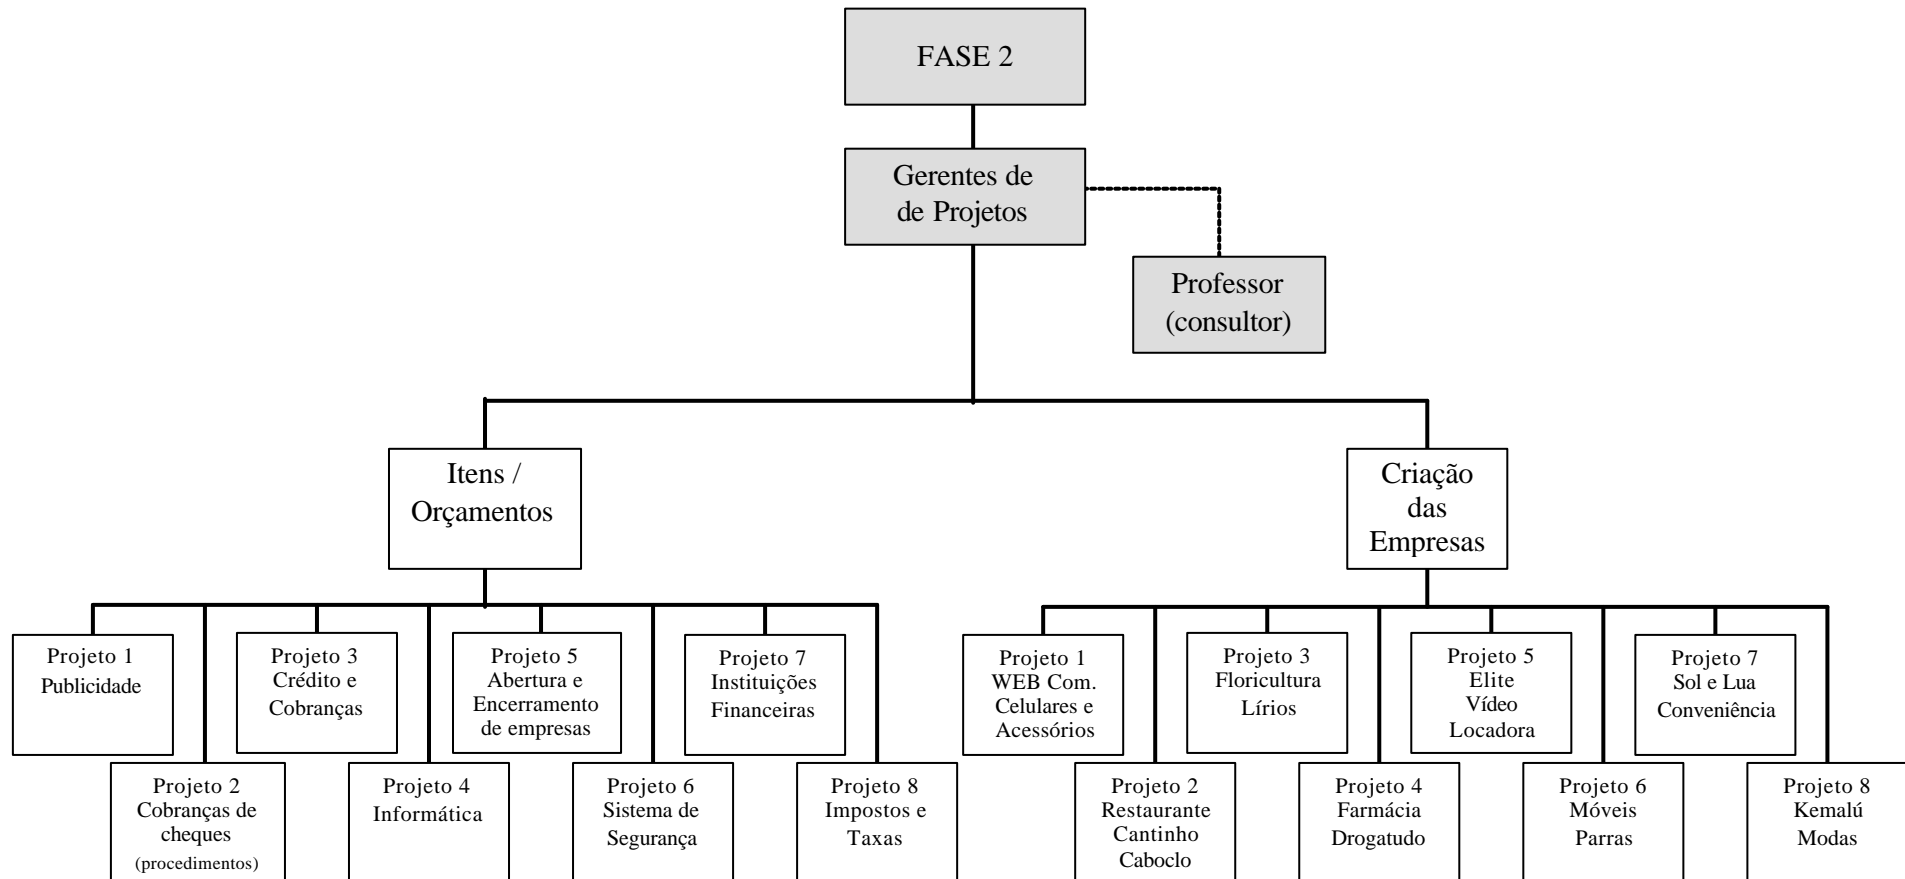 FASE 2
Gerentes de
de Projetos
Professor
(consultor)
Itens /
Orçamentos
Criação
das
Empresas
Projeto 1
Publicidade
Projeto 2
Cobranças de
cheques
(procedimentos)
Projeto 3
Crédito e
Cobranças
Projeto 4
Informática
Projeto 5
Abertura e
Encerramento
de empresas
Projeto 6
Sistema de
Segurança
Projeto 7
Instituições
Financeiras
Projeto 8
Impostos e
Taxas
Projeto 1
WEB Com.
Celulares e
Acessórios
Projeto 2
Restaurante
Cantinho
Caboclo
Projeto 3
Floricultura
Lírios
Projeto 4
Farmácia
Drogatudo
Projeto 5
Elite
Vídeo
Locadora
Projeto 6
Móveis
Parras
Projeto 7
Sol e Lua
Conveniência
Projeto 8
Kemalú
Modas